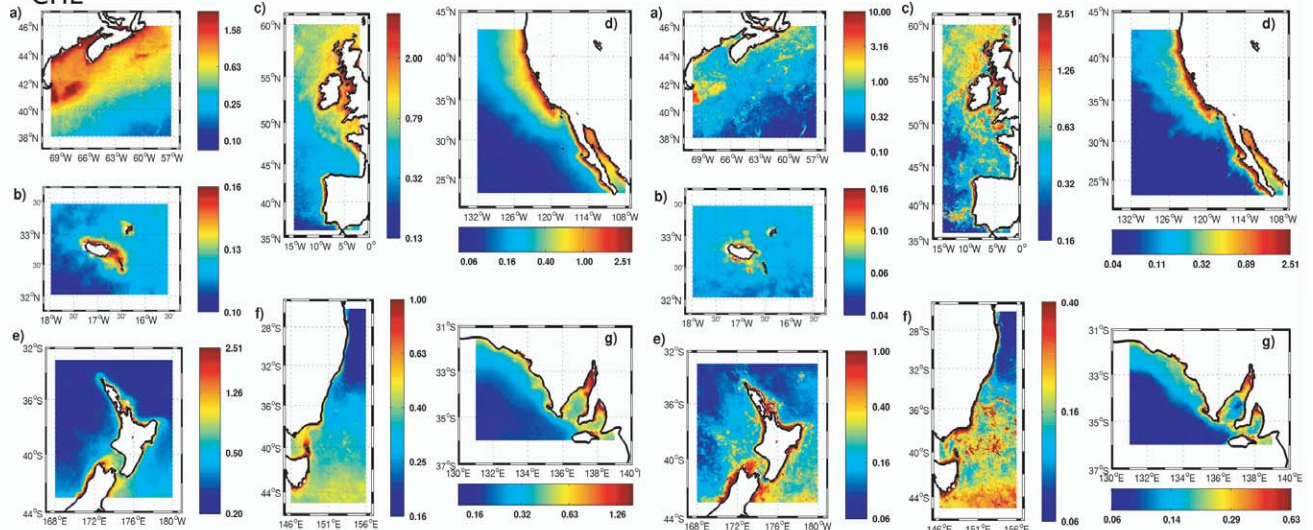 CHL
a)
46°N
44°N
42°N
40°N
38°N
69°W 66°W 63°W 60°W 57°W
1.58
0.63
0.25
0.10
b)
33°N
30'
32°N
18°W 30' 17°W 30' 16°W 30'
0.16
0.13
0.10
c)
60°N
55°N
50°N
45°N
40°N
35°N
15°W 10°W 5°W 0°
2.00
0.79
0.32
0.13
d)
45°N
40°N
35°N
30°N
25°N
132°W 126°W 120°W 114°W 108°W
0.06 0.16 0.40 1.00 2.51
e)
32°S
36°S
40°S
44°S
168°E 172°E 176°E 180°W
2.51
1.26
0.50
0.20
f)
28°S
32°S
36°S
40°S
44°S
146°E 151°E 156°E
1.00
0.63
0.40
0.25
0.16
g)
31°S
33°S
35°S
37°S
130°E 132°E 134°E 136°E 138°E 140°E
0.16 0.32 0.63 1.26
a)
46°N
44°N
42°N
40°N
38°N
69°W 66°W 63°W 60°W 57°W
10.00
3.16
1.00
0.32
0.10
b)
33°N
30'
32°N
18°W 30' 17°W 30' 16°W 30'
0.16
0.10
0.06
0.04
c)
60°N
55°N
50°N
45°N
40°N
35°N
15°W 10°W 5°W 0°
2.51
1.26
0.63
0.32
0.16
d)
45°N
40°N
35°N
30°N
25°N
132°W 126°W 120°W 114°W 108°W
0.04 0.11 0.32 0.89 2.51
e)
32°S
36°S
40°S
44°S
168°E 172°E 176°E 180°W
1.00
0.40
0.16
0.06
f)
28°S
32°S
36°S
40°S
44°S
146°E 151°E 156°E
0.40
0.16
0.06
g)
31°S
33°S
35°S
37°S
130°E 132°E 134°E 136°E 138°E 140°E
0.06 0.14 0.29 0.63